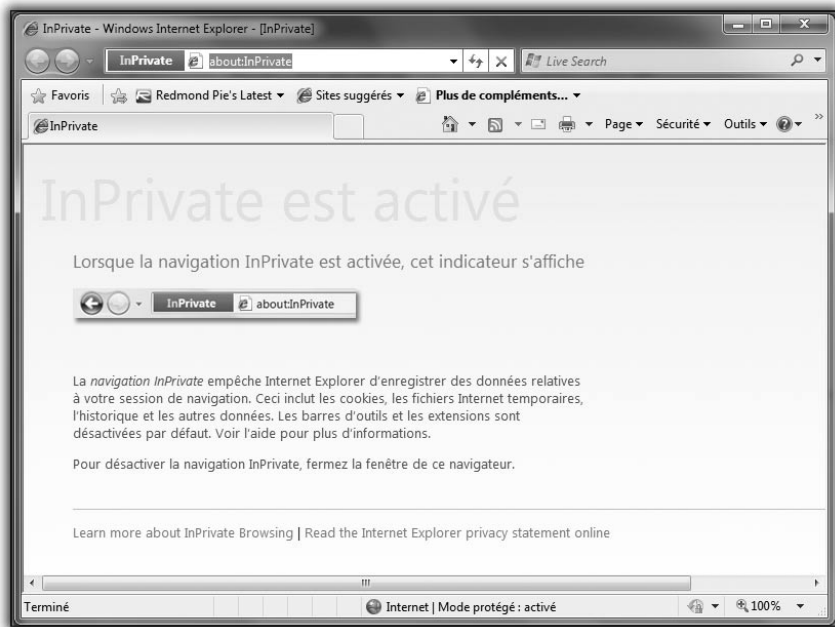 InPrivate - Windows Internet Explorer - [InPrivate]
InPrivate about:InPrivate Live Search
Favoris Redmond Pie's Latest Sites suggérés Plus de compléments...
InPrivate Page Sécurité Outils »
InPrivate est activé
Lorsque la navigation InPrivate est activée, cet indicateur s'affiche
InPrivate about:InPrivate
La navigation InPrivate empêche Internet Explorer d'enregistrer des données relatives
à votre session de navigation. Ceci inclut les cookies, les fichiers Internet temporaires,
l'historique et les autres données. Les barres d'outils et les extensions sont
désactivées par défaut. Voir l'aide pour plus d'informations.
Pour désactiver la navigation InPrivate, fermez la fenêtre de ce navigateur.
Learn more about InPrivate Browsing | Read the Internet Explorer privacy statement online
Terminé Internet | Mode protégé : activé 100%